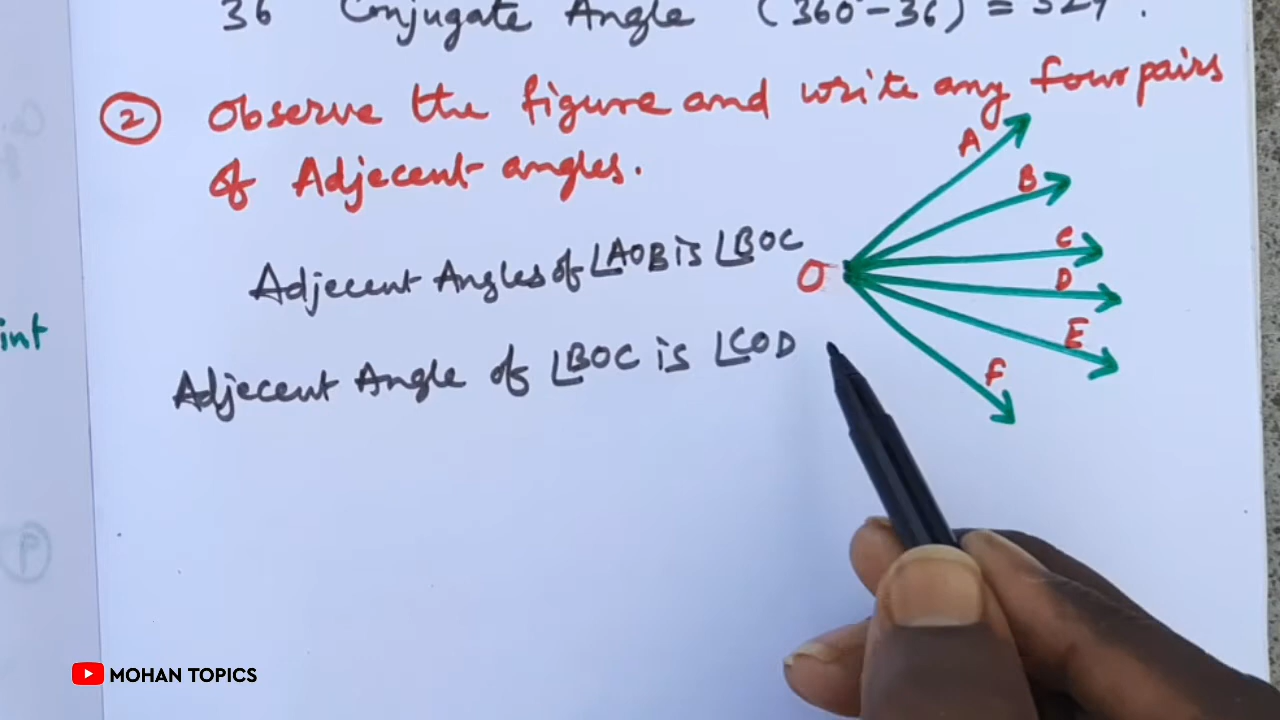 36 Conjugate Angle (360-36) = 324.
2 Observe the figure and write any four pairs
of Adjecent angles.
A
B
Adjecent Angles of ∠AOB is ∠BOC
O
C
D
E
Adjecent Angle of ∠BOC is ∠COD
F
int
MOHAN TOPICS